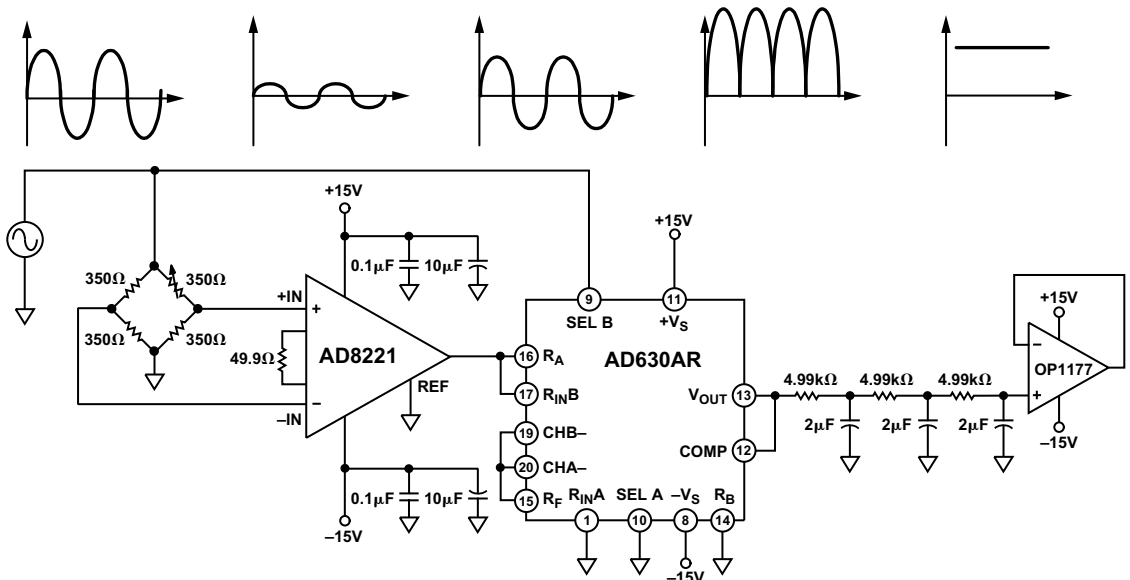 +15V
0.1μF 10μF
350Ω 350Ω
350Ω 350Ω
+IN
+
49.9Ω
AD8221
REF
–
–IN
0.1μF 10μF
–15V
+15V
9 11
SEL B +VS
AD630AR
16 RA
17 RINB
19 CHB–
20 CHA–
15 RF
VOUT 13
COMP 12
RINA SEL A –VS RB
1 10 8 14
–15V
4.99kΩ 4.99kΩ 4.99kΩ
2μF 2μF 2μF
+15V
–
OP1177
+
–15V